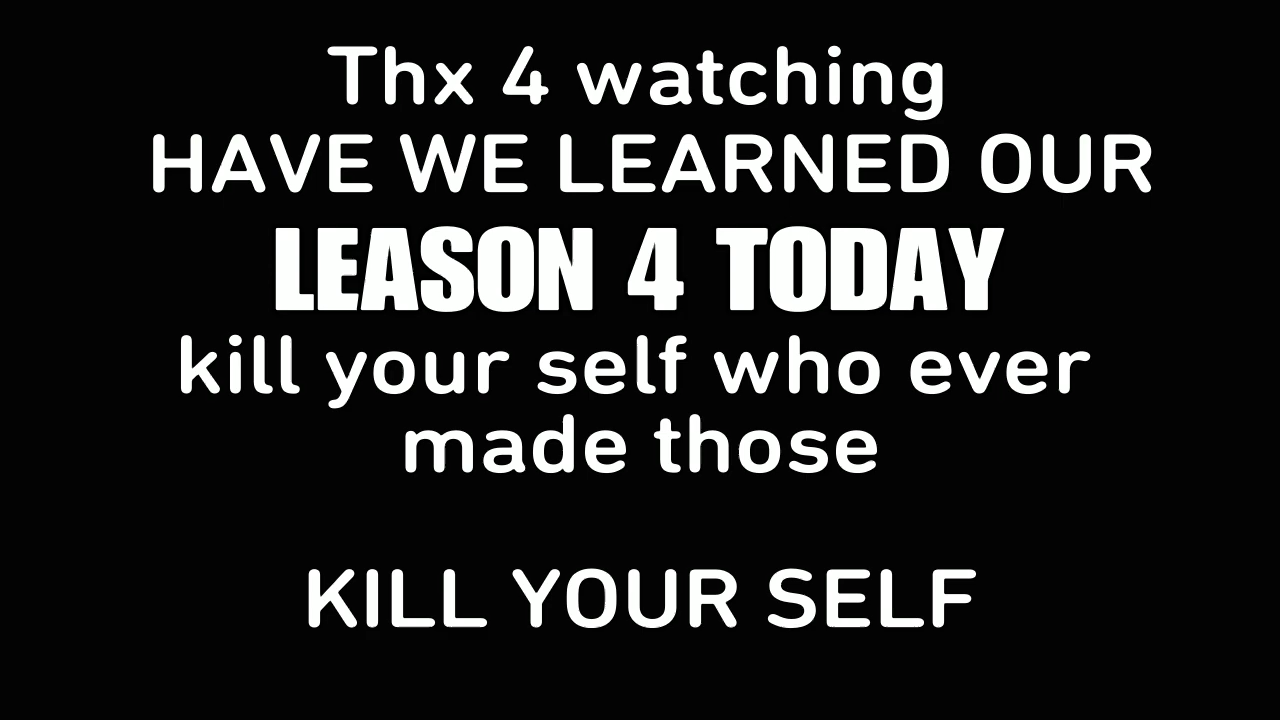 Thx 4 watching
HAVE WE LEARNED OUR
LEASON 4 TODAY
kill your self who ever
made those
KILL YOUR SELF